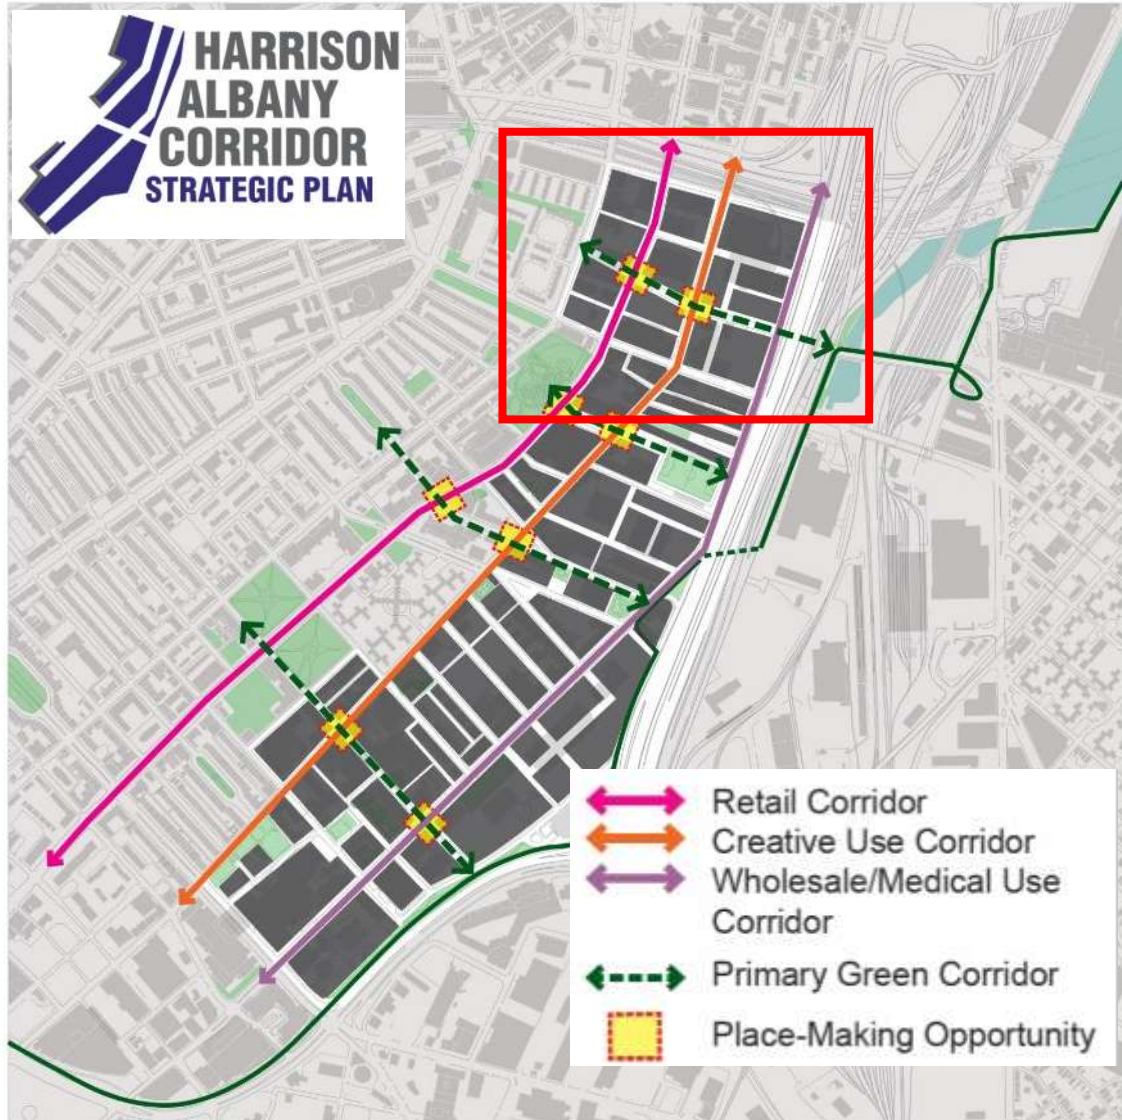 HARRISON
ALBANY
CORRIDOR
STRATEGIC PLAN
Retail Corridor
Creative Use Corridor
Wholesale/Medical Use
Corridor
Primary Green Corridor
Place-Making Opportunity